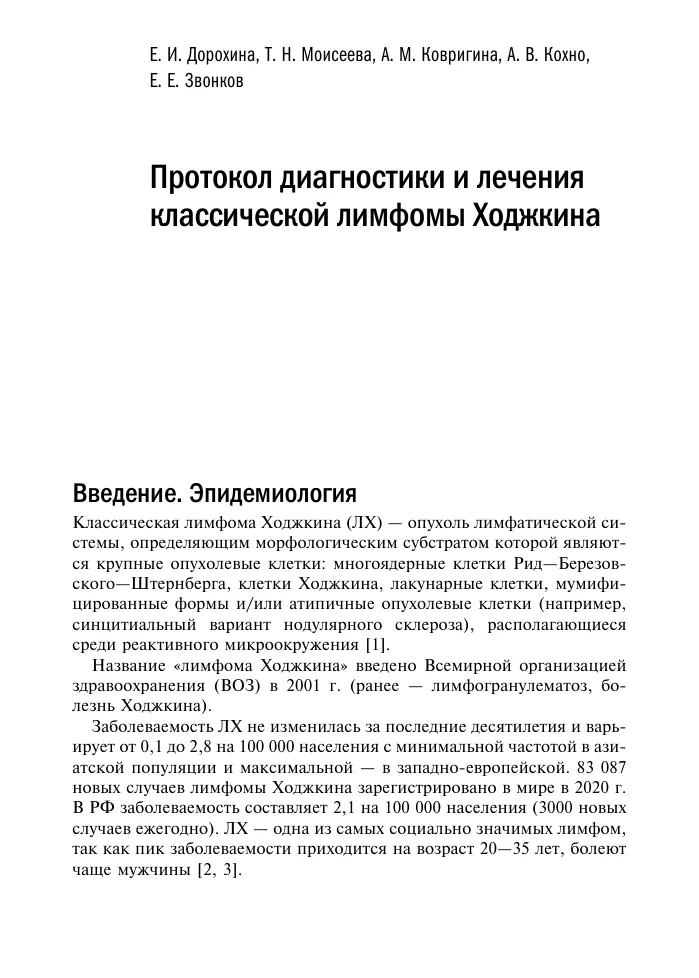 Е. И. Дорохина, Т. Н. Моисеева, А. М. Ковригина, А. В. Кохно,
Е. Е. Звонков
Протокол диагностики и лечения
классической лимфомы Ходжкина
Введение. Эпидемиология
Классическая лимфома Ходжкина (ЛХ) — опухоль лимфатической си-
стемы, определяющим морфологическим субстратом которой являют-
ся крупные опухолевые клетки: многоядерные клетки Рид—Березов-
ского—Штернберга, клетки Ходжкина, лакунарные клетки, мумифи-
цированные формы и/или атипичные опухолевые клетки (например,
синцитиальный вариант нодулярного склероза), располагающиеся
среди реактивного микроокружения [1].
Название «лимфома Ходжкина» введено Всемирной организацией
здравоохранения (ВОЗ) в 2001 г. (ранее — лимфогранулематоз, бо-
лезнь Ходжкина).
Заболеваемость ЛХ не изменилась за последние десятилетия и варь-
ирует от 0,1 до 2,8 на 100 000 населения с минимальной частотой в ази-
атской популяции и максимальной — в западно-европейской. 83 087
новых случаев лимфомы Ходжкина зарегистрировано в мире в 2020 г.
В РФ заболеваемость составляет 2,1 на 100 000 населения (3000 новых
случаев ежегодно). ЛХ — одна из самых социально значимых лимфом,
так как пик заболеваемости приходится на возраст 20—35 лет, болеют
чаще мужчины [2, 3].